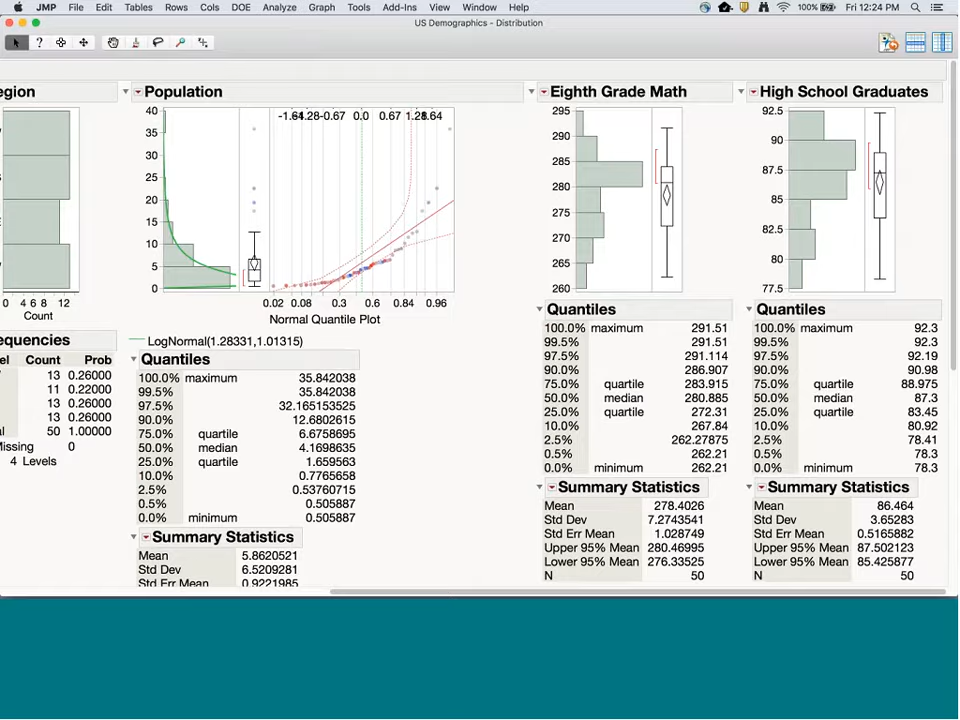 JMP File Edit Tables Rows Cols DOE Analyze Graph Tools Add-Ins View Window Help 100% Fri 12:24 PM
US Demographics - Distribution
egion
Population
Eighth Grade Math
High School Graduates
40
35
30
25
20
15
10
5
0
-1.64 -1.28 -0.67 0.0 0.67 1.28 1.64
0.02 0.08 0.3 0.6 0.84 0.96
Normal Quantile Plot
295
290
285
280
275
270
265
260
92.5
90
87.5
85
82.5
80
77.5
0 4 6 8 12
Count
equencies
el Count Prob
13 0.26000
11 0.22000
13 0.26000
13 0.26000
al 50 1.00000
Missing 0
4 Levels
LogNormal(1.28331,1.01315)
Quantiles
100.0% maximum 35.842038
99.5% 35.842038
97.5% 32.165153525
90.0% 12.6802615
75.0% quartile 6.6758695
50.0% median 4.1698635
25.0% quartile 1.659563
10.0% 0.7765658
2.5% 0.53760715
0.5% 0.505887
0.0% minimum 0.505887
Summary Statistics
Mean 5.8620521
Std Dev 6.5209281
Std Err Mean 0.9221985
Quantiles
100.0% maximum 291.51
99.5% 291.51
97.5% 291.114
90.0% 286.907
75.0% quartile 283.915
50.0% median 280.885
25.0% quartile 272.31
10.0% 267.84
2.5% 262.27875
0.5% 262.21
0.0% minimum 262.21
Summary Statistics
Mean 278.4026
Std Dev 7.2743541
Std Err Mean 1.028749
Upper 95% Mean 280.46995
Lower 95% Mean 276.33525
N 50
Quantiles
100.0% maximum 92.3
99.5% 92.3
97.5% 92.19
90.0% 90.98
75.0% quartile 88.975
50.0% median 87.3
25.0% quartile 83.45
10.0% 80.92
2.5% 78.41
0.5% 78.3
0.0% minimum 78.3
Summary Statistics
Mean 86.464
Std Dev 3.65283
Std Err Mean 0.5165882
Upper 95% Mean 87.502123
Lower 95% Mean 85.425877
N 50